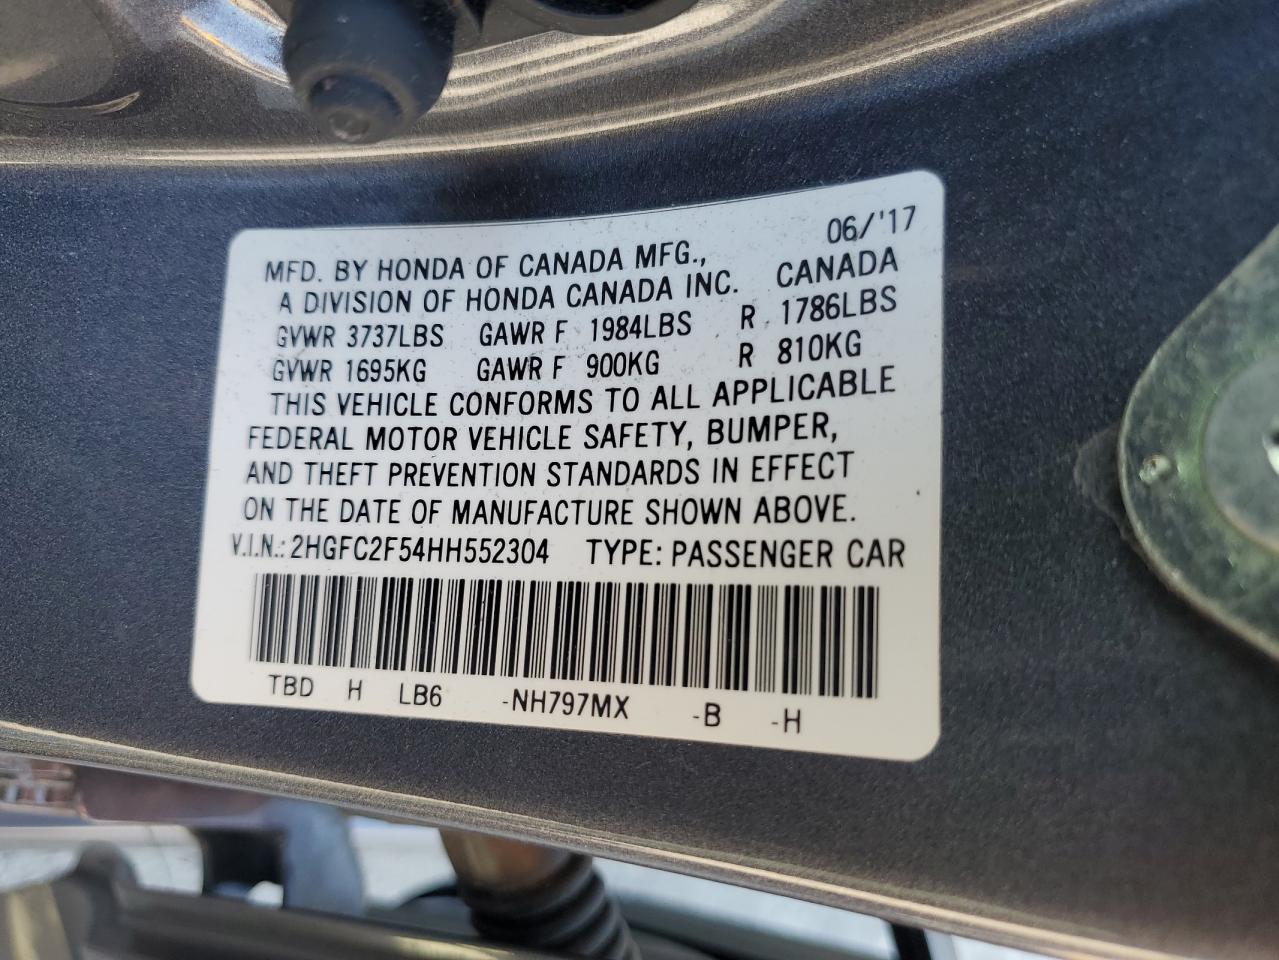 06/'17
MFD. BY HONDA OF CANADA MFG.,
A DIVISION OF HONDA CANADA INC. CANADA
GVWR 3737LBS GAWR F 1984LBS R 1786LBS
GVWR 1695KG GAWR F 900KG R 810KG
THIS VEHICLE CONFORMS TO ALL APPLICABLE
FEDERAL MOTOR VEHICLE SAFETY, BUMPER,
AND THEFT PREVENTION STANDARDS IN EFFECT
ON THE DATE OF MANUFACTURE SHOWN ABOVE.
V.I.N.: 2HGFC2F54HH552304 TYPE: PASSENGER CAR
TBD H LB6 -NH797MX -B -H